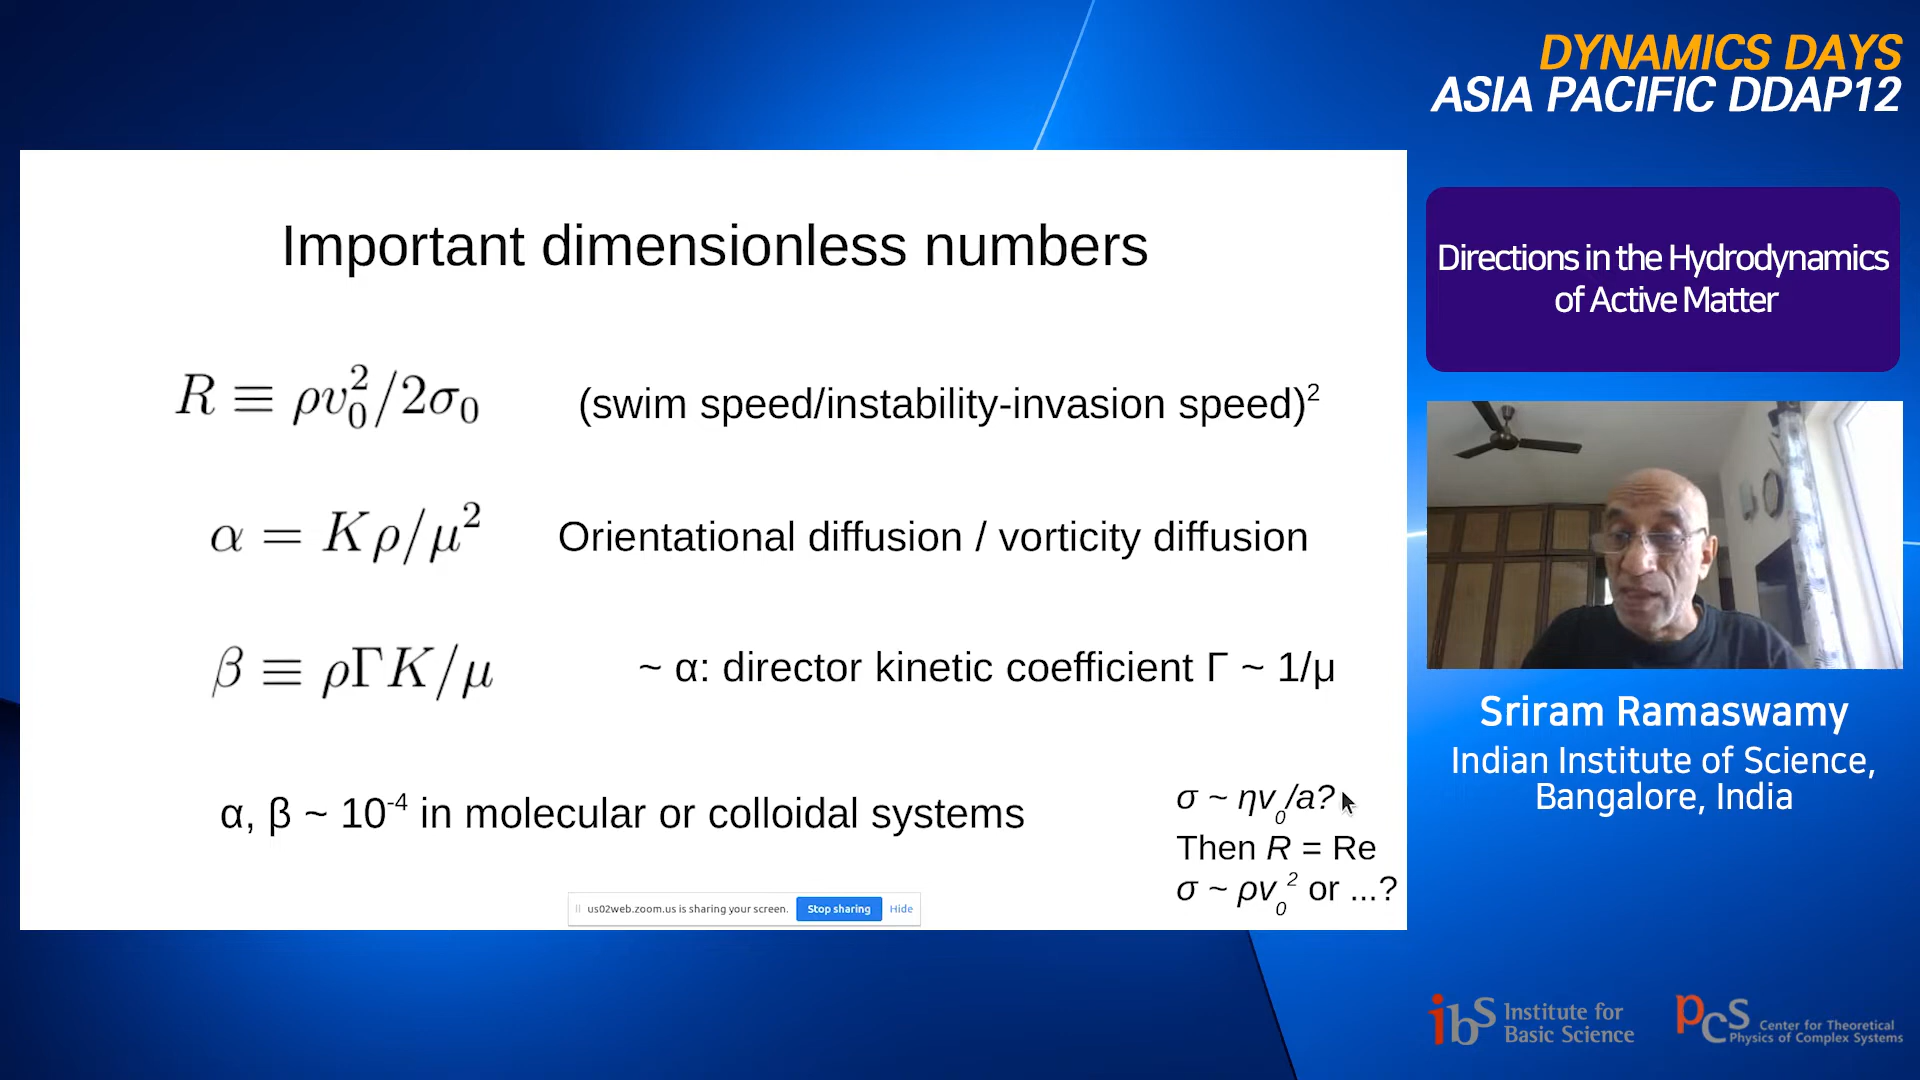 DYNAMICS DAYS
ASIA PACIFIC DDAP12
Important dimensionless numbers
R ≡ ρv₀²/2σ₀ (swim speed/instability-invasion speed)²
α = Kρ/μ² Orientational diffusion / vorticity diffusion
β ≡ ρΓK/μ ~ α: director kinetic coefficient Γ ~ 1/μ
α, β ~ 10⁻⁴ in molecular or colloidal systems
σ ~ ηv₀/a?
Then R = Re
σ ~ ρv₀² or ...?
us02web.zoom.us is sharing your screen. Stop sharing Hide
Directions in the Hydrodynamics
of Active Matter
Sriram Ramaswamy
Indian Institute of Science,
Bangalore, India
ibs Institute for
Basic Science
pcs Center for Theoretical
Physics of Complex Systems